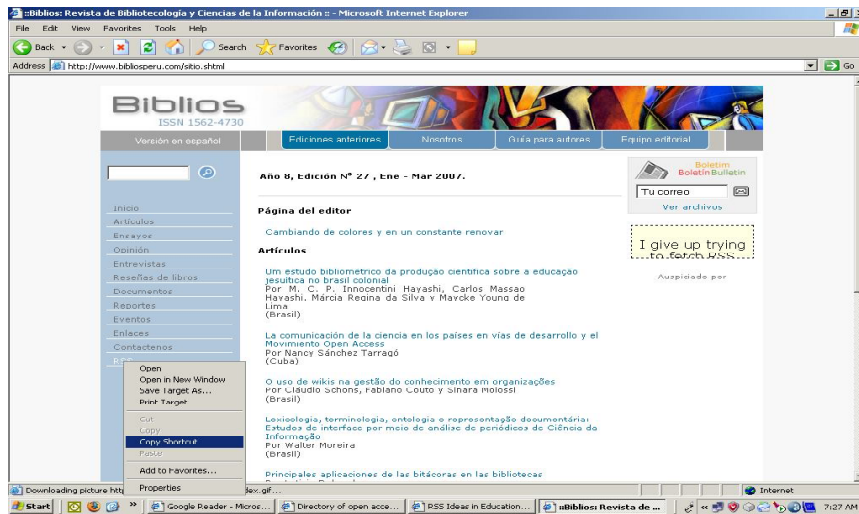 ::Biblios: Revista de Bibliotecología y Ciencias de la Información :: - Microsoft Internet Explorer
File Edit View Favorites Tools Help
Back Search Favorites
Address http://www.bibliosperu.com/sitio.shtml Go
Biblios
ISSN 1562-4730
Versión en español Ediciones anteriores Nosotros Guía para autores Equipo editorial
Boletim
Boletín Bulletin
Tu correo
Ver archivos
I give up trying
to fetch RSS
Auspiciado por
Inicio
Artículos
Ensayos
Opinión
Entrevistas
Reseñas de libros
Documentos
Reportes
Eventos
Enlaces
Contactenos
RSS
Año 8, Edición N° 27 , Ene - Mar 2007.
Página del editor
Cambiando de colores y en un constante renovar
Artículos
Um estudo bibliometrico da produção científica sobre a educação
jesuítica no brasil colonial
Por M. C. P. Innocentini Hayashi, Carlos Massao
Hayashi, Márcia Regina da Silva y Maycke Young de
Lima
(Brasil)
La comunicación de la ciencia en los países en vías de desarrollo y el
Movimiento Open Access
Por Nancy Sánchez Tarragó
(Cuba)
O uso de wikis na gestão do conhecimento em organizações
Por Cláudio Schons, Fabiano Couto y Sinara Molossi
(Brasil)
Lexicologia, terminologia, ontologia e representação documentária:
Estudos de interface por meio de análise de periódicos de Ciência da
Informação
Por Walter Moreira
(Brasil)
Principales aplicaciones de las bitácoras en las bibliotecas
Open
Open in New Window
Save Target As...
Print Target
Cut
Copy
Copy Shortcut
Paste
Add to Favorites...
Properties
Downloading picture http
dex.gif...
Internet
Start Google Reader - Micros... Directory of open acce... RSS Ideas in Education... ::Biblios: Revista de ... 7:27 AM